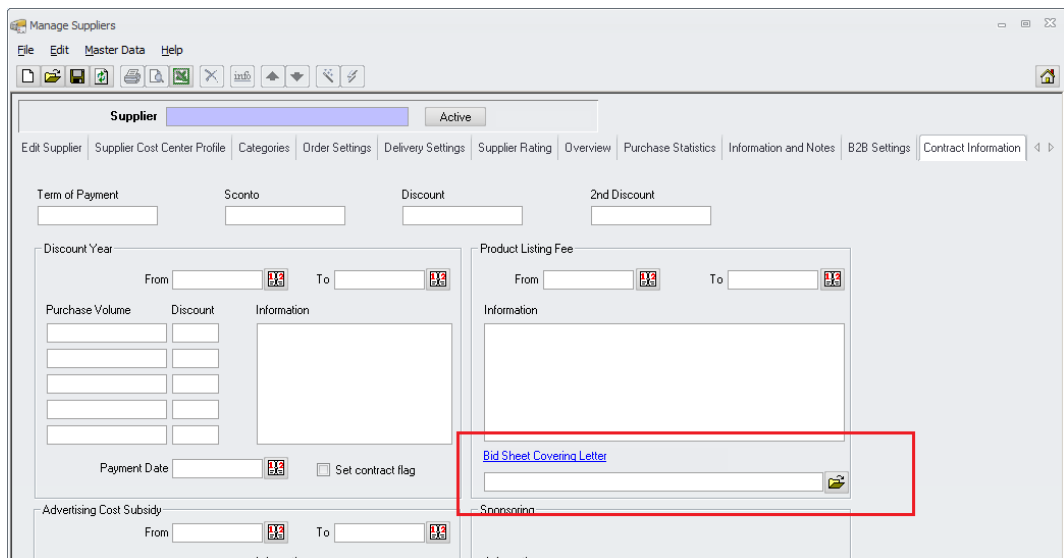 Manage Suppliers
File Edit Master Data Help
info
Supplier Active
Edit Supplier Supplier Cost Center Profile Categories Order Settings Delivery Settings Supplier Rating Overview Purchase Statistics Information and Notes B2B Settings Contract Information
Term of Payment Sconto Discount 2nd Discount
Discount Year Product Listing Fee
From To From To
Purchase Volume Discount Information Information
Bid Sheet Covering Letter
Payment Date Set contract flag
Advertising Cost Subsidy Sponsoring
From To